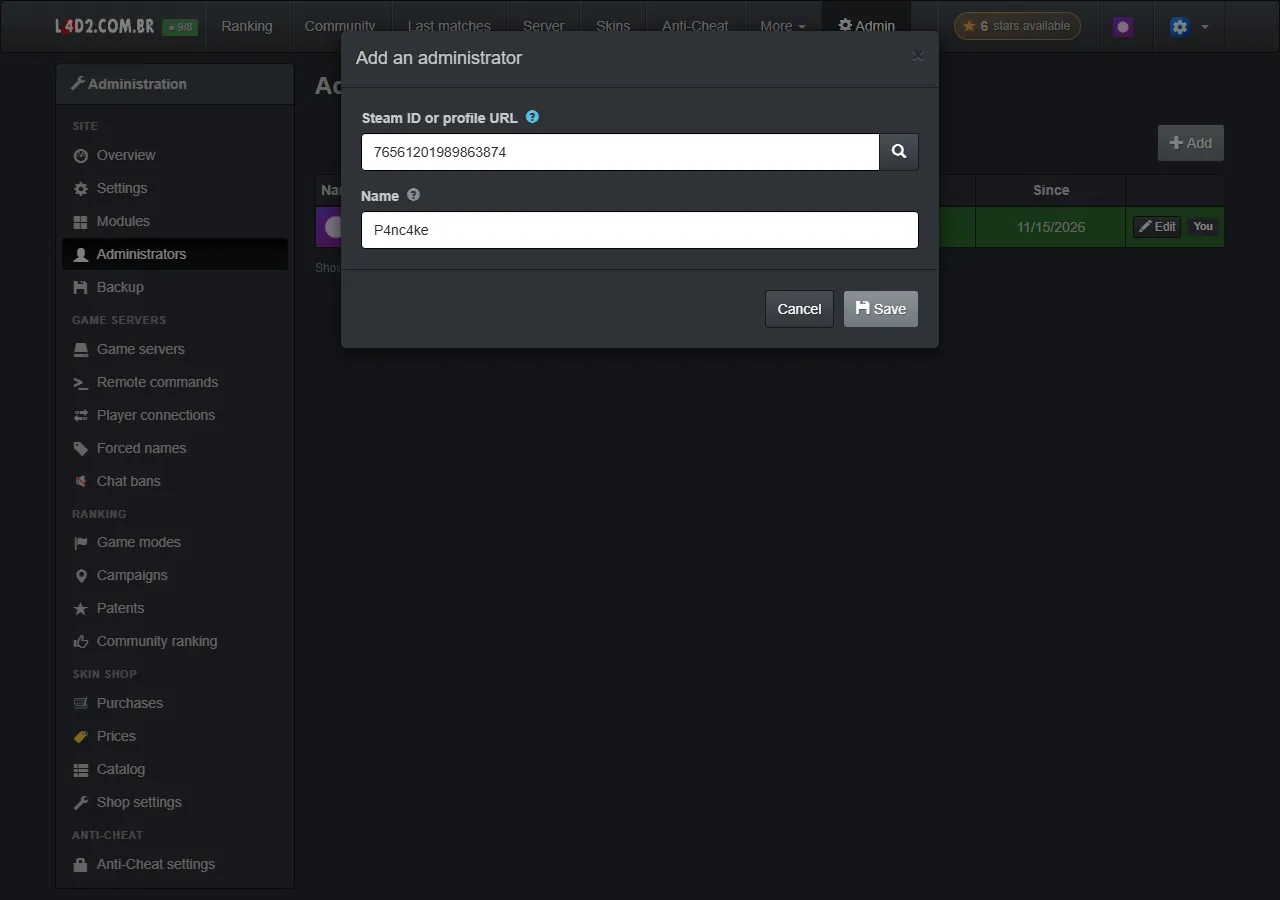 L4D2.COM.BR 9/8 Ranking Community Last matches Server Skins Anti-Cheat More Admin 6 stars available
Add an administrator
Steam ID or profile URL ?
76561201989863874
Name ?
P4nc4ke
Cancel Save
Administration
SITE
Overview
Settings
Modules
Administrators
Backup
GAME SERVERS
Game servers
Remote commands
Player connections
Forced names
Chat bans
RANKING
Game modes
Campaigns
Patents
Community ranking
SKIN SHOP
Purchases
Prices
Catalog
Shop settings
ANTI-CHEAT
Anti-Cheat settings
Add
Since
11/15/2026 Edit You